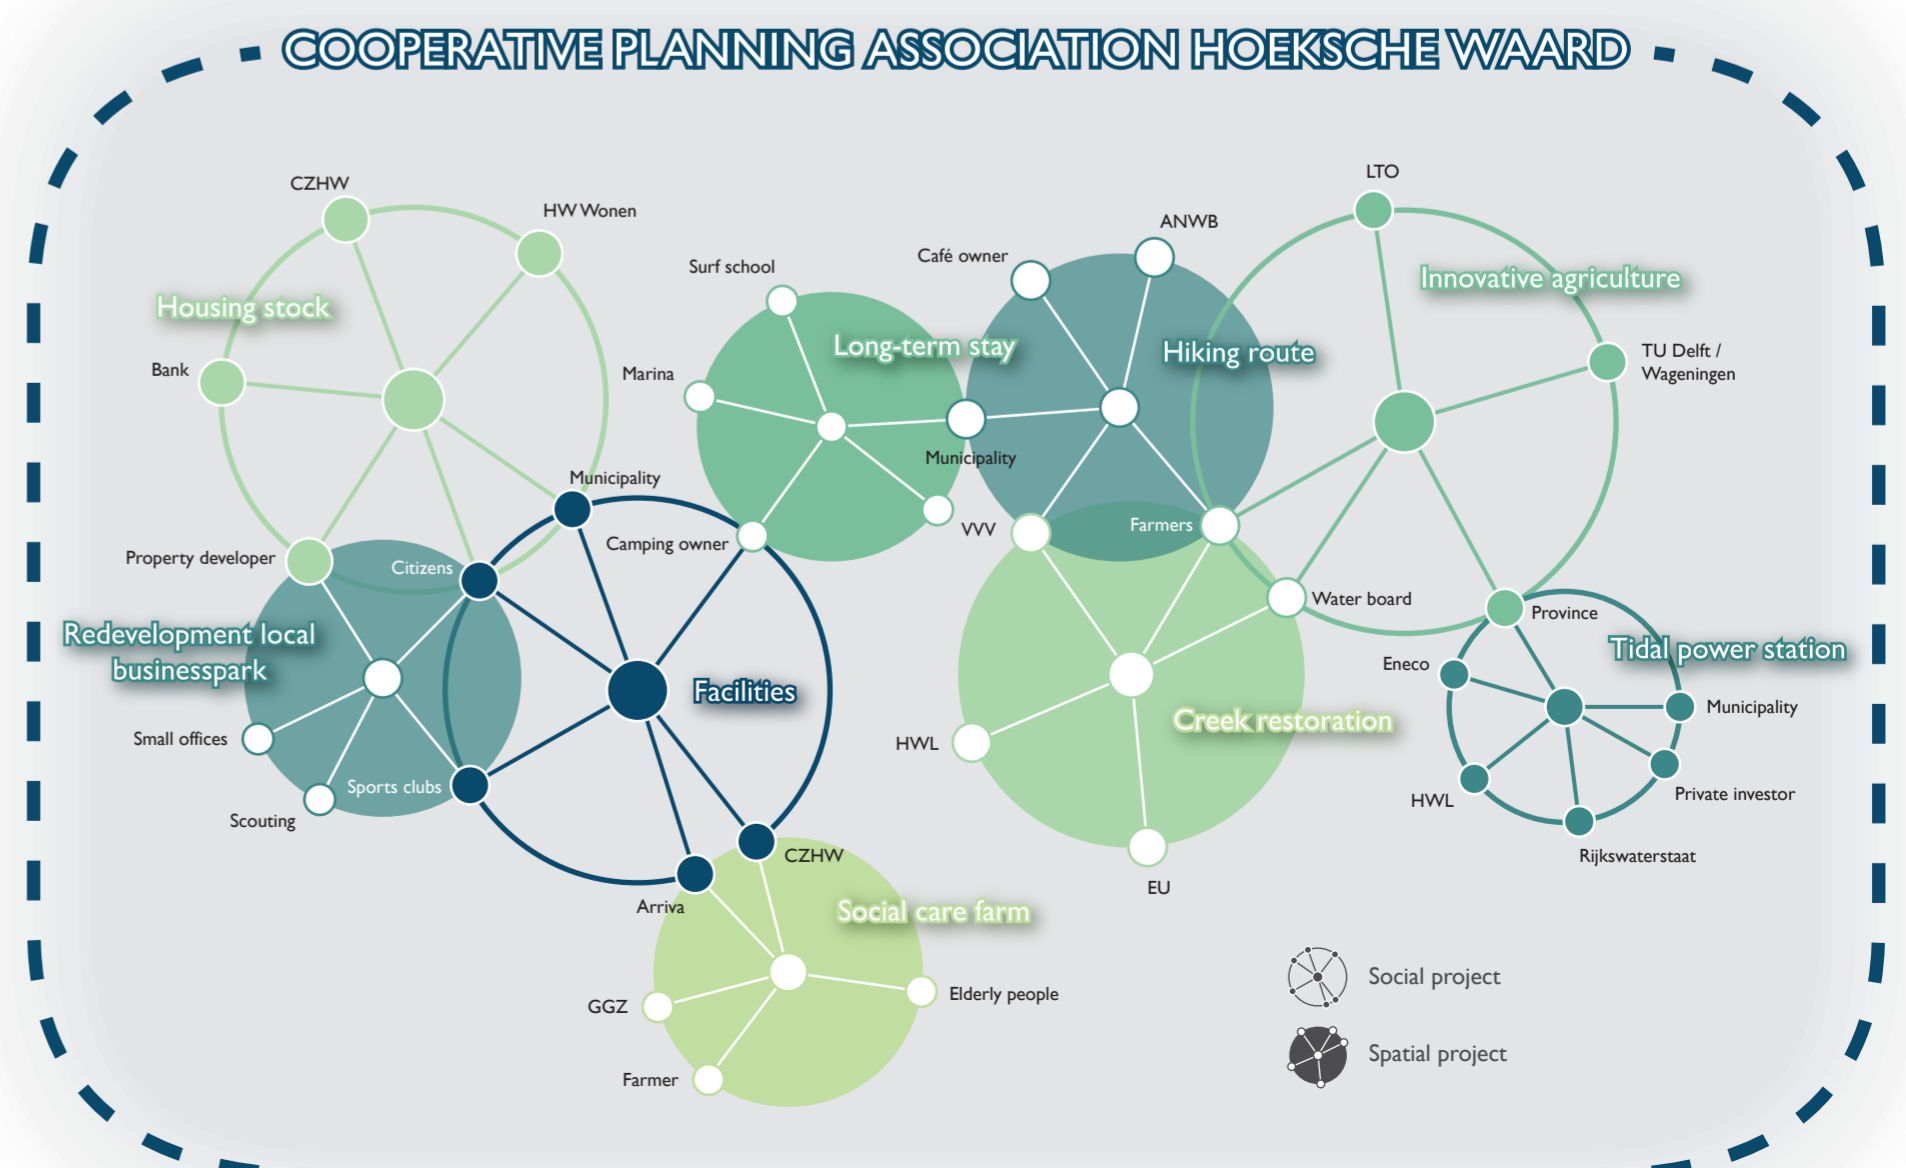 COOPERATIVE PLANNING ASSOCIATION HOEKSCHE WAARD
CZHW
HW Wonen
Housing stock
Bank
Municipality
Property developer
Citizens
Redevelopment local
businesspark
Small offices
Scouting
Sports clubs
Facilities
Camping owner
Arriva
CZHW
Social care farm
GGZ
Elderly people
Farmer
Surf school
Long-term stay
Marina
Municipality
VVV
Café owner
ANWB
Hiking route
Farmers
Water board
HWL
Creek restoration
EU
LTO
Innovative agriculture
TU Delft /
Wageningen
Province
Tidal power station
Eneco
Municipality
Private investor
HWL
Rijkswaterstaat
Social project
Spatial project